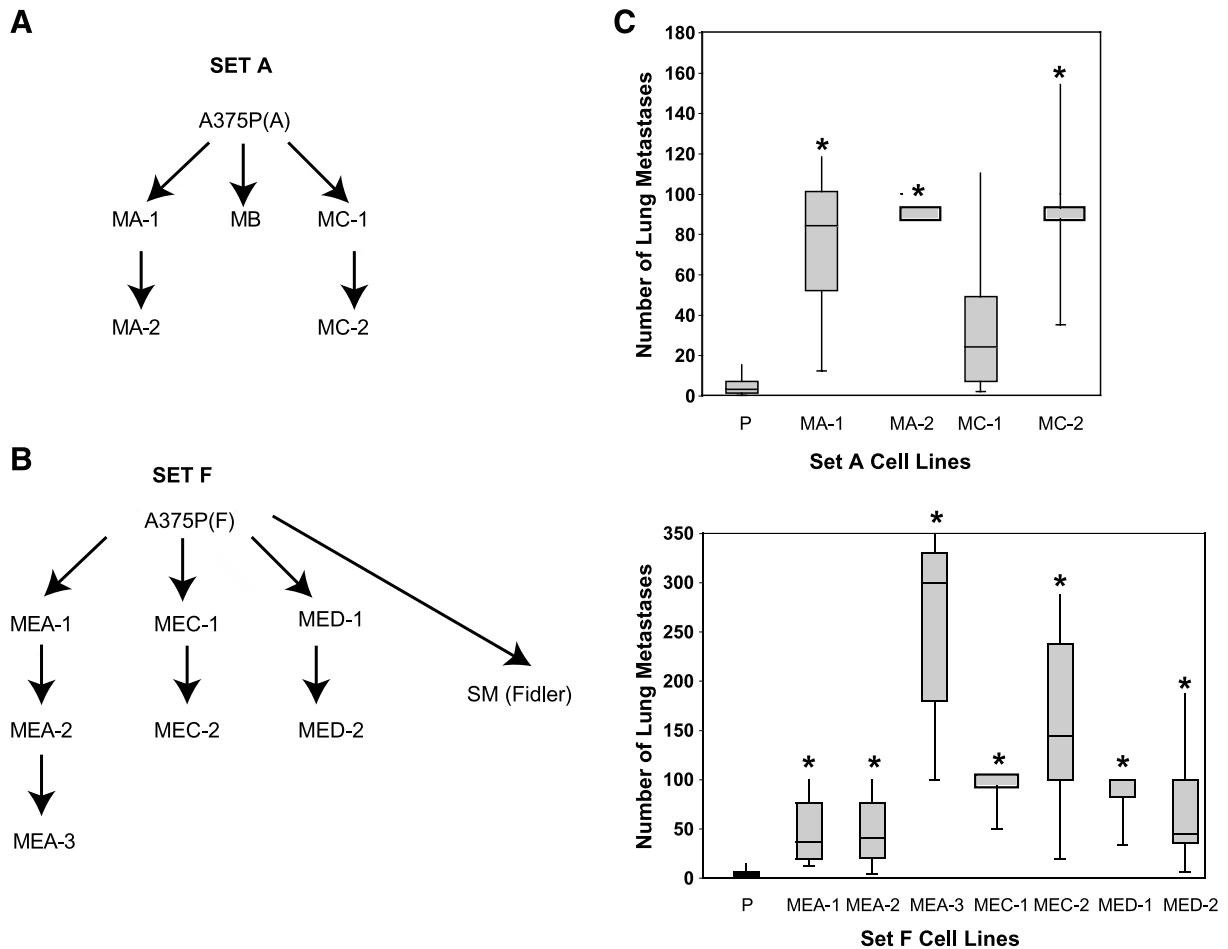 A
SET A
A375P(A)
MA-1 MB MC-1
MA-2 MC-2
B
SET F
A375P(F)
MEA-1 MEC-1 MED-1
SM (Fidler)
MEA-2 MEC-2 MED-2
MEA-3
C
Number of Lung Metastases
180
160
140
120
100
80
60
40
20
0
* * * *
P MA-1 MA-2 MC-1 MC-2
Set A Cell Lines
Number of Lung Metastases
350
300
250
200
150
100
50
0
* * * * * * *
P MEA-1 MEA-2 MEA-3 MEC-1 MEC-2 MED-1 MED-2
Set F Cell Lines